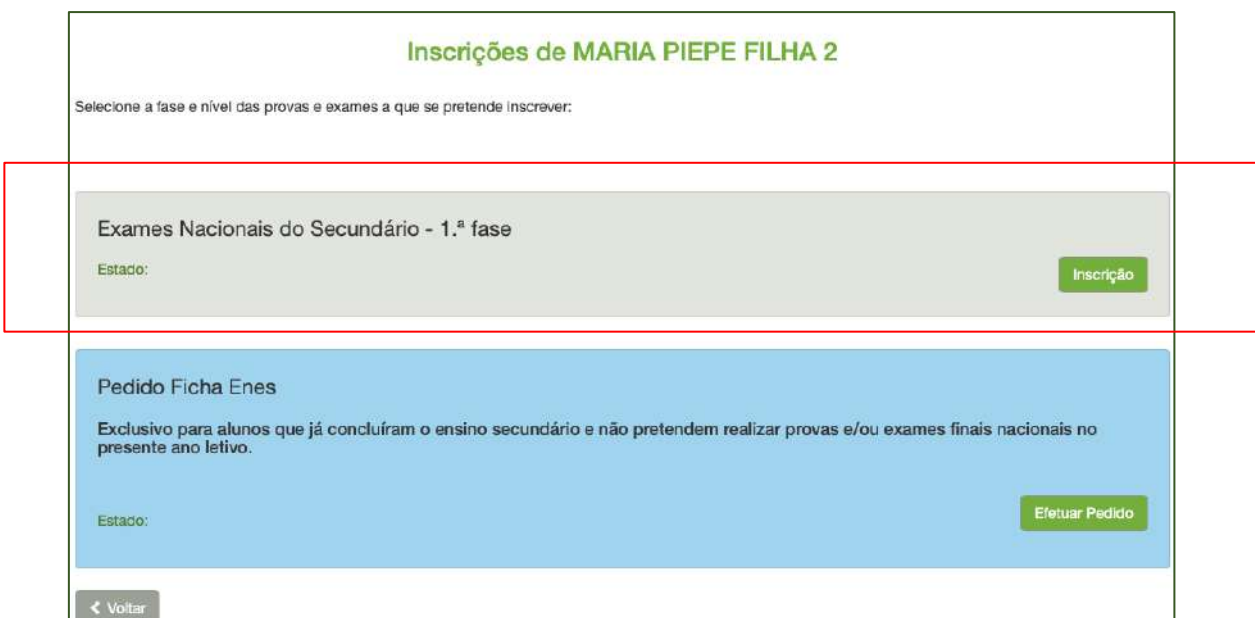 Inscrições de MARIA PIEPE FILHA 2
Selecione a fase e nível das provas e exames a que se pretende inscrever:
Exames Nacionais do Secundário - 1.ª fase
Estado:
Inscrição
Pedido Ficha Enes
Exclusivo para alunos que já concluíram o ensino secundário e não pretendem realizar provas e/ou exames finais nacionais no
presente ano letivo.
Estado:
Efetuar Pedido
Voltar